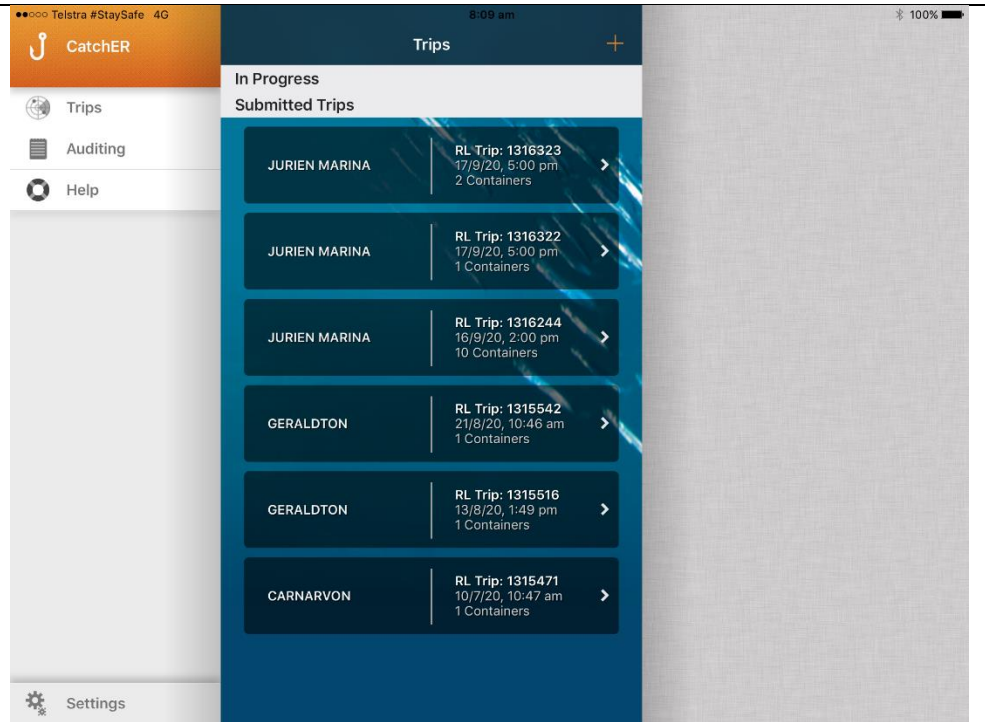 ●●○○○ Telstra #StaySafe 4G 8:09 am 100%
CatchER
Trips
Auditing
Help
Settings
Trips
In Progress
Submitted Trips
JURIEN MARINA
RL Trip: 1316323
17/9/20, 5:00 pm
2 Containers
JURIEN MARINA
RL Trip: 1316322
17/9/20, 5:00 pm
1 Containers
JURIEN MARINA
RL Trip: 1316244
16/9/20, 2:00 pm
10 Containers
GERALDTON
RL Trip: 1315542
21/8/20, 10:46 am
1 Containers
GERALDTON
RL Trip: 1315516
13/8/20, 1:49 pm
1 Containers
CARNARVON
RL Trip: 1315471
10/7/20, 10:47 am
1 Containers